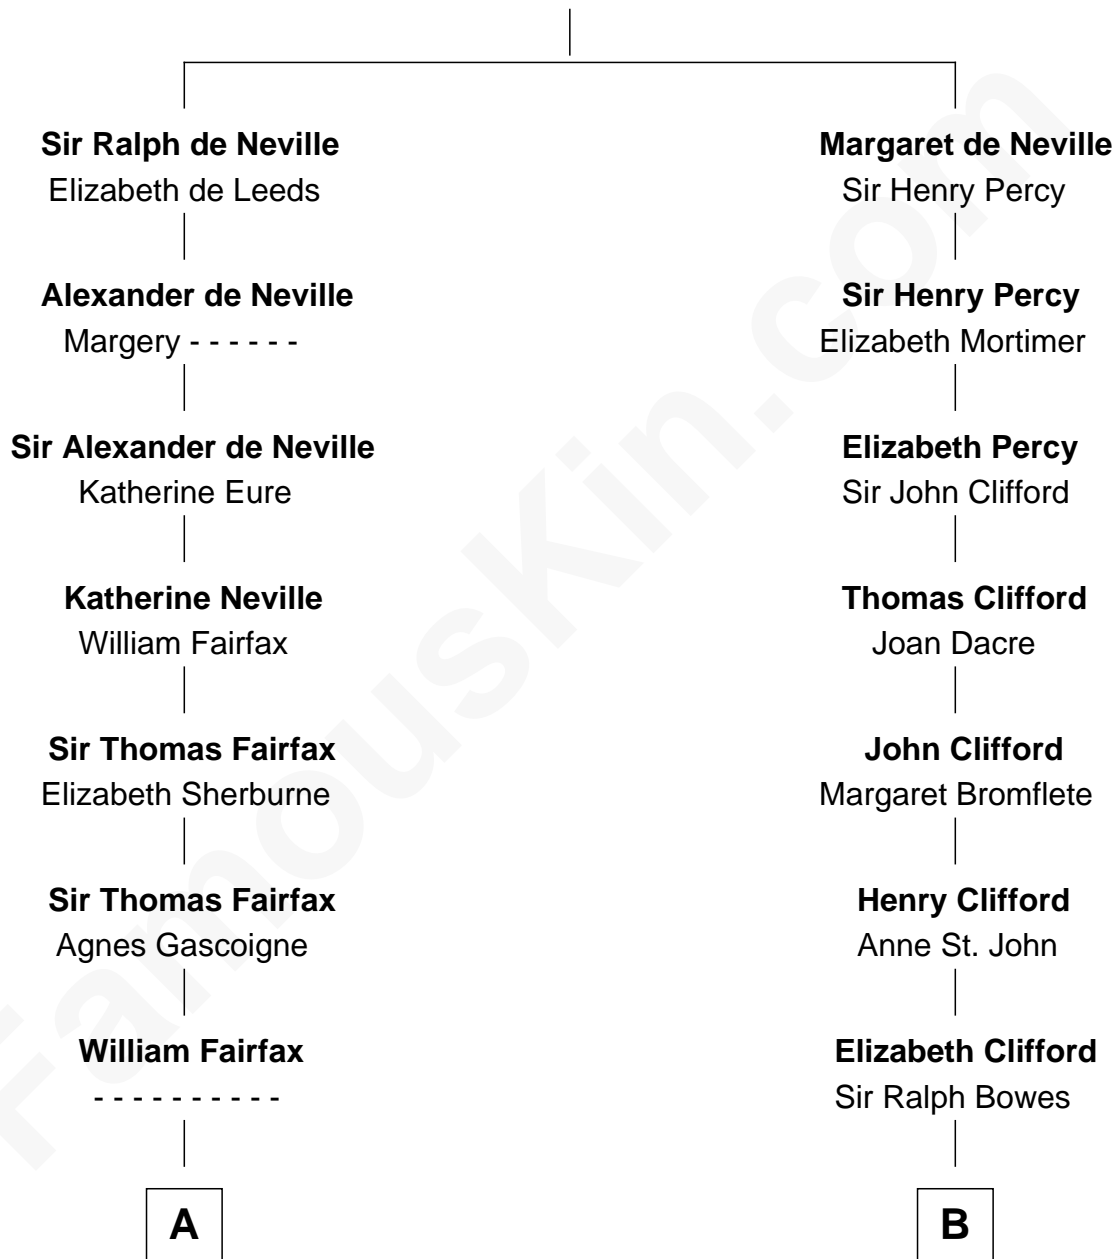 Sir Ralph de Neville
Elizabeth de Leeds
Alexander de Neville
Margery - - - - - -
Sir Alexander de Neville
Katherine Eure
Katherine Neville
William Fairfax
Sir Thomas Fairfax
Elizabeth Sherburne
Sir Thomas Fairfax
Agnes Gascoigne
William Fairfax
- - - - - - - - - -
A
Margaret de Neville
Sir Henry Percy
Sir Henry Percy
Elizabeth Mortimer
Elizabeth Percy
Sir John Clifford
Thomas Clifford
Joan Dacre
John Clifford
Margaret Bromflete
Henry Clifford
Anne St. John
Elizabeth Clifford
Sir Ralph Bowes
B
FamousKin.com